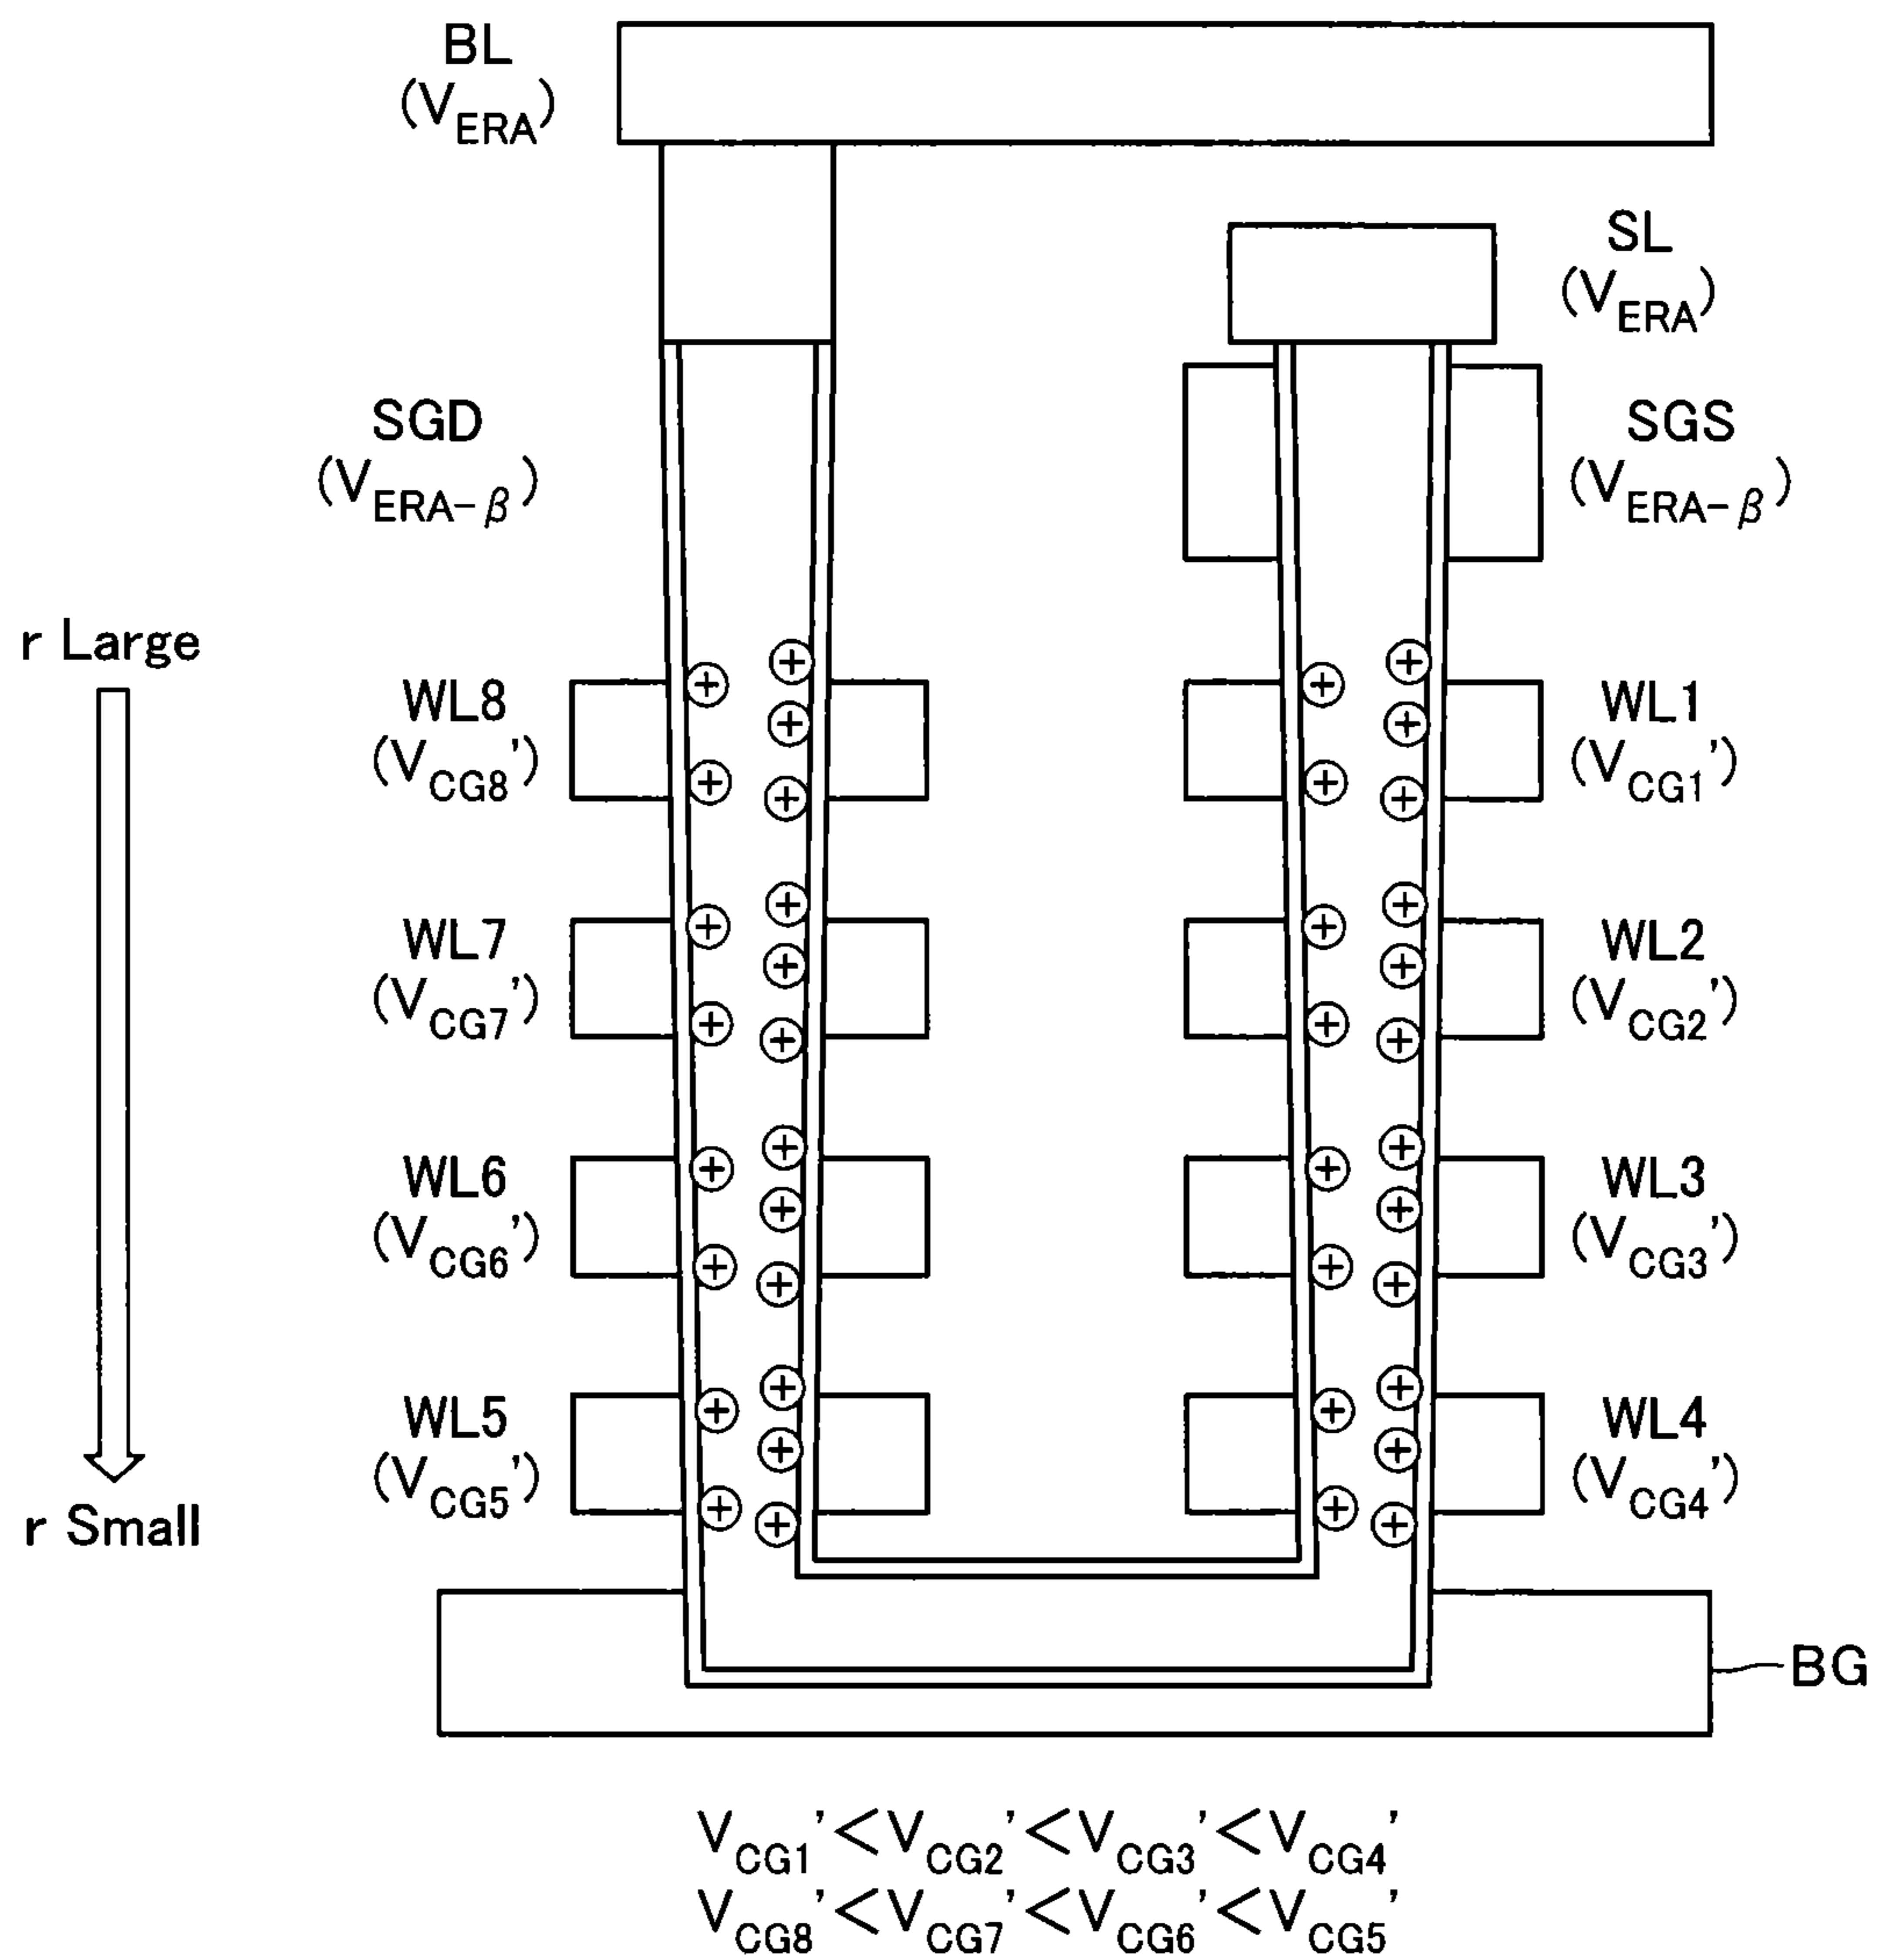 BL
(VERA)
SL
(VERA)
SGD
(VERA-β)
SGS
(VERA-β)
r Large
WL8
(VCG8')
WL1
(VCG1')
WL7
(VCG7')
WL2
(VCG2')
WL6
(VCG6')
WL3
(VCG3')
WL5
(VCG5')
WL4
(VCG4')
r Small
BG
VCG1'<VCG2'<VCG3'<VCG4'
VCG8'<VCG7'<VCG6'<VCG5'